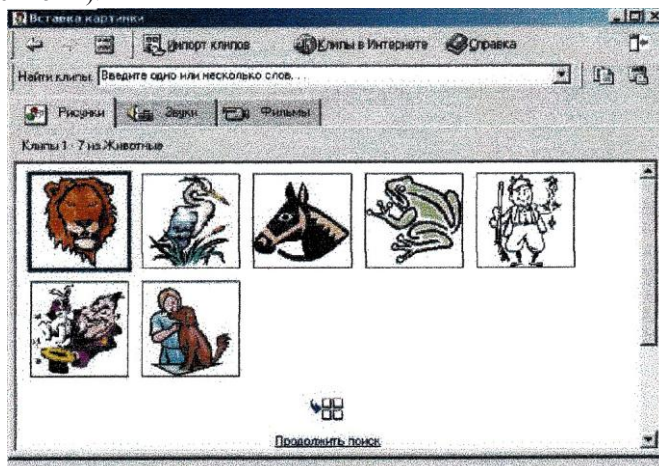 Вставка картинки
Импорт клипов Клипы в Интернете Справка
Найти клипы: Введите одно или несколько слов...
Рисунки Звуки Фильмы
Клипы 1 - 7 из Животные
Продолжить поиск